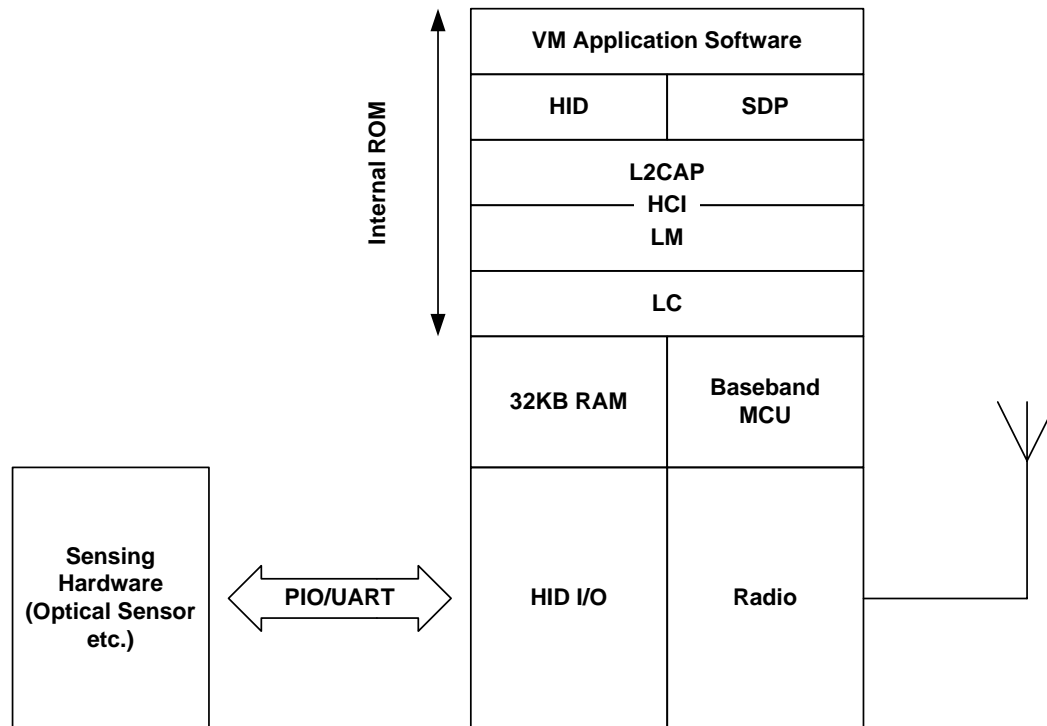 VM Application Software
Internal ROM
HID
SDP
L2CAP
HCI
LM
LC
32KB RAM
Baseband
MCU
Sensing
Hardware
(Optical Sensor
etc.)
PIO/UART
HID I/O
Radio